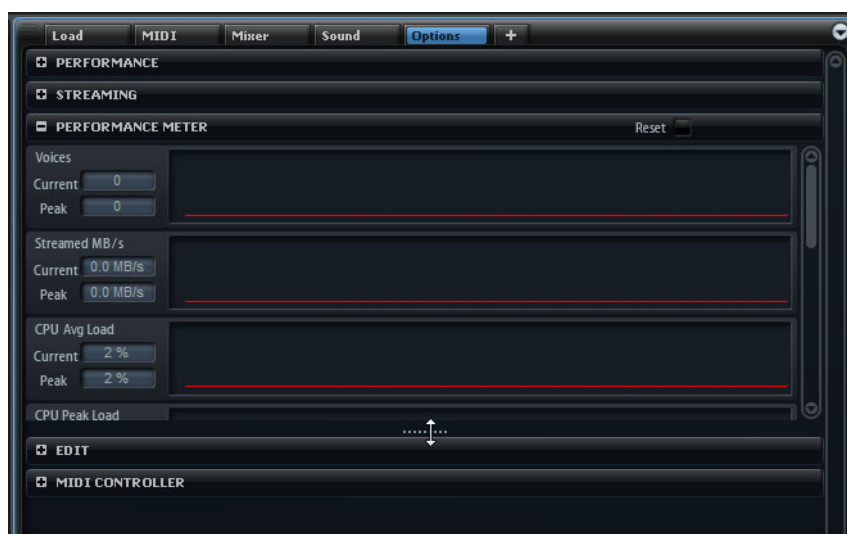 Load MIDI Mixer Sound Options +
PERFORMANCE
STREAMING
PERFORMANCE METER Reset
Voices
Current 0
Peak 0
Streamed MB/s
Current 0.0 MB/s
Peak 0.0 MB/s
CPU Avg Load
Current 2 %
Peak 2 %
CPU Peak Load
EDIT
MIDI CONTROLLER